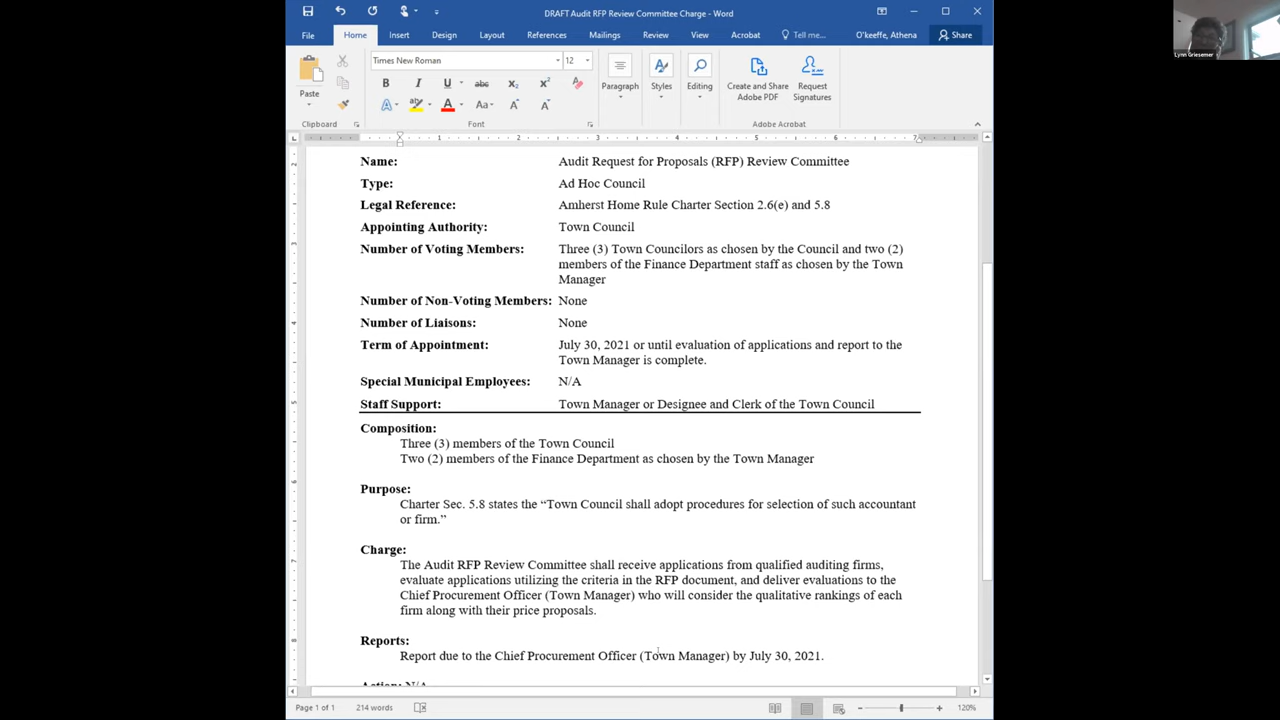 DRAFT Audit RFP Review Committee Charge - Word
File Home Insert Design Layout References Mailings Review View Acrobat Tell me... O'keeffe, Athena Share
Times New Roman 12
Paste
B I U abc X₂ X² A Aa A A
Paragraph Styles Editing Create and Share Adobe PDF Request Signatures
Clipboard Font Adobe Acrobat
Lynn Griesemer
Name: Audit Request for Proposals (RFP) Review Committee
Type: Ad Hoc Council
Legal Reference: Amherst Home Rule Charter Section 2.6(e) and 5.8
Appointing Authority: Town Council
Number of Voting Members: Three (3) Town Councilors as chosen by the Council and two (2)
members of the Finance Department staff as chosen by the Town
Manager
Number of Non-Voting Members: None
Number of Liaisons: None
Term of Appointment: July 30, 2021 or until evaluation of applications and report to the
Town Manager is complete.
Special Municipal Employees: N/A
Staff Support: Town Manager or Designee and Clerk of the Town Council
Composition:
Three (3) members of the Town Council
Two (2) members of the Finance Department as chosen by the Town Manager
Purpose:
Charter Sec. 5.8 states the “Town Council shall adopt procedures for selection of such accountant
or firm.”
Charge:
The Audit RFP Review Committee shall receive applications from qualified auditing firms,
evaluate applications utilizing the criteria in the RFP document, and deliver evaluations to the
Chief Procurement Officer (Town Manager) who will consider the qualitative rankings of each
firm along with their price proposals.
Reports:
Report due to the Chief Procurement Officer (Town Manager) by July 30, 2021.
Action: N/A
Page 1 of 1 214 words 120%